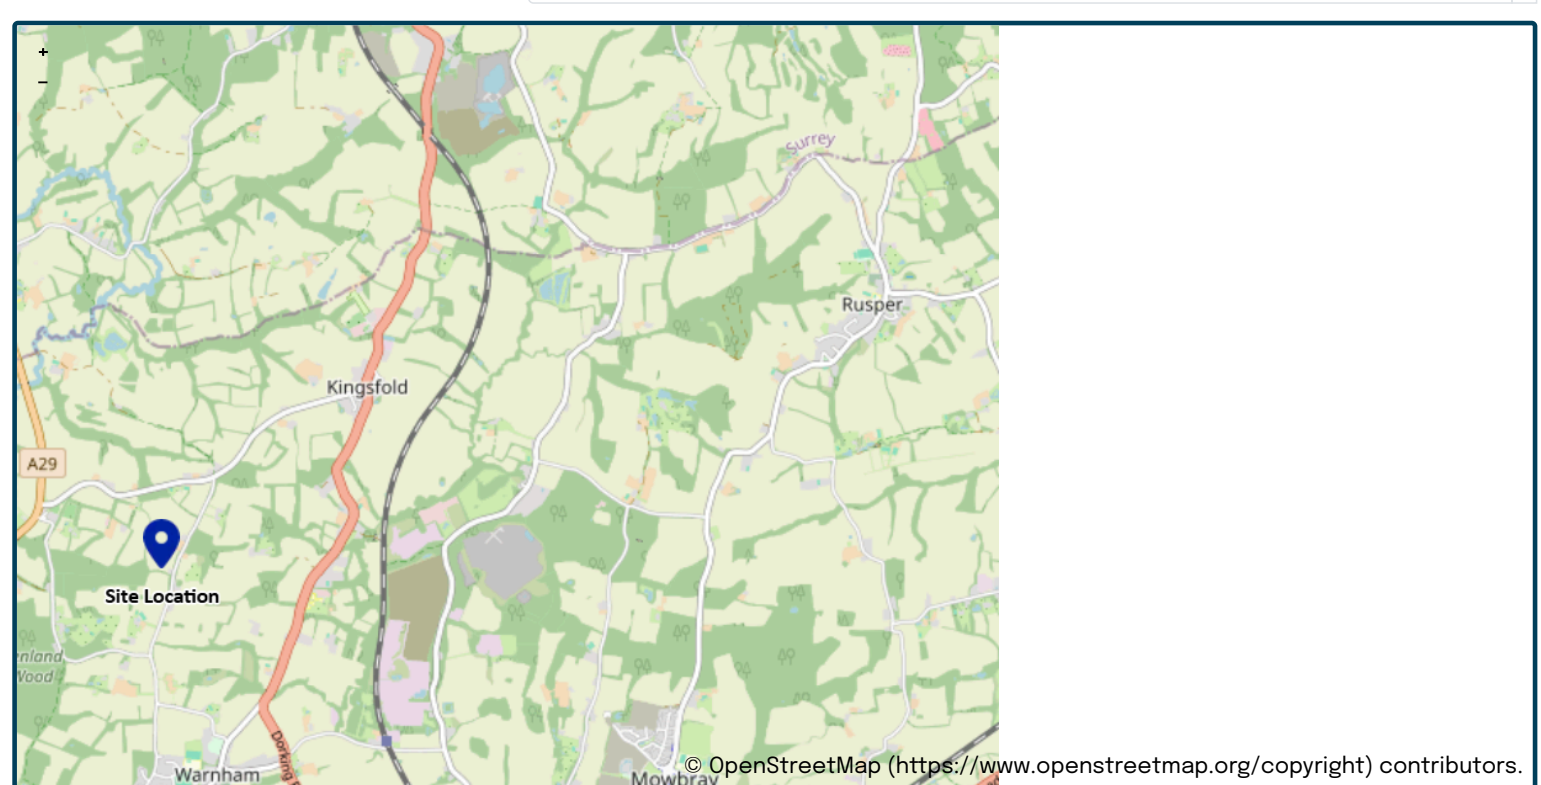 +
−
Surrey
Rusper
Kingsfold
A29
Site Location
enland
Wood
Dorking
Warnham
Mowbray
© OpenStreetMap (https://www.openstreetmap.org/copyright) contributors.